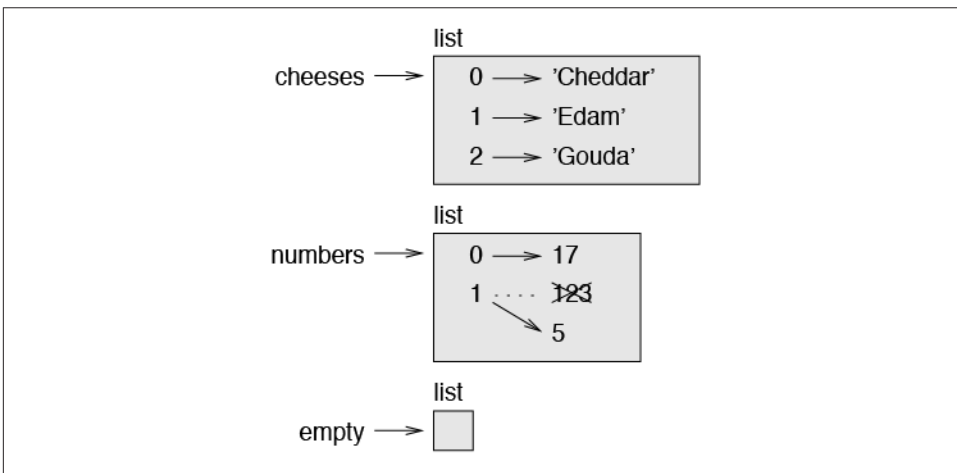 list
cheeses 0 'Cheddar'
1 'Edam'
2 'Gouda'
list
numbers 0 17
1 .... 123
5
list
empty